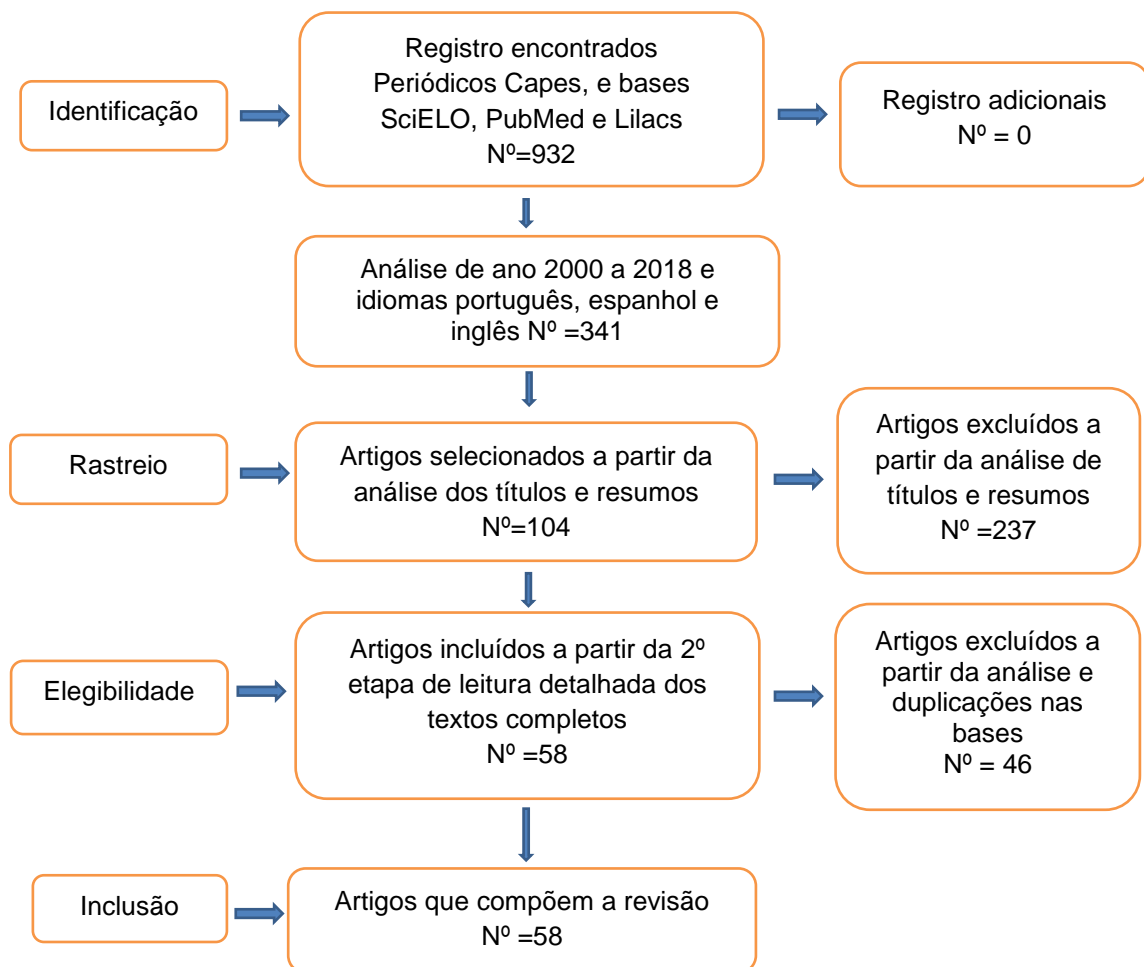 Identificação
Registro encontrados
Periódicos Capes, e bases
SciELO, PubMed e Lilacs
Nº=932
Registro adicionais
Nº = 0
Análise de ano 2000 a 2018 e
idiomas português, espanhol e
inglês Nº =341
Rastreio
Artigos selecionados a partir da
análise dos títulos e resumos
Nº=104
Artigos excluídos a
partir da análise de
títulos e resumos
Nº =237
Elegibilidade
Artigos incluídos a partir da 2º
etapa de leitura detalhada dos
textos completos
Nº =58
Artigos excluídos a
partir da análise e
duplicações nas
bases
Nº = 46
Inclusão
Artigos que compõem a revisão
Nº =58